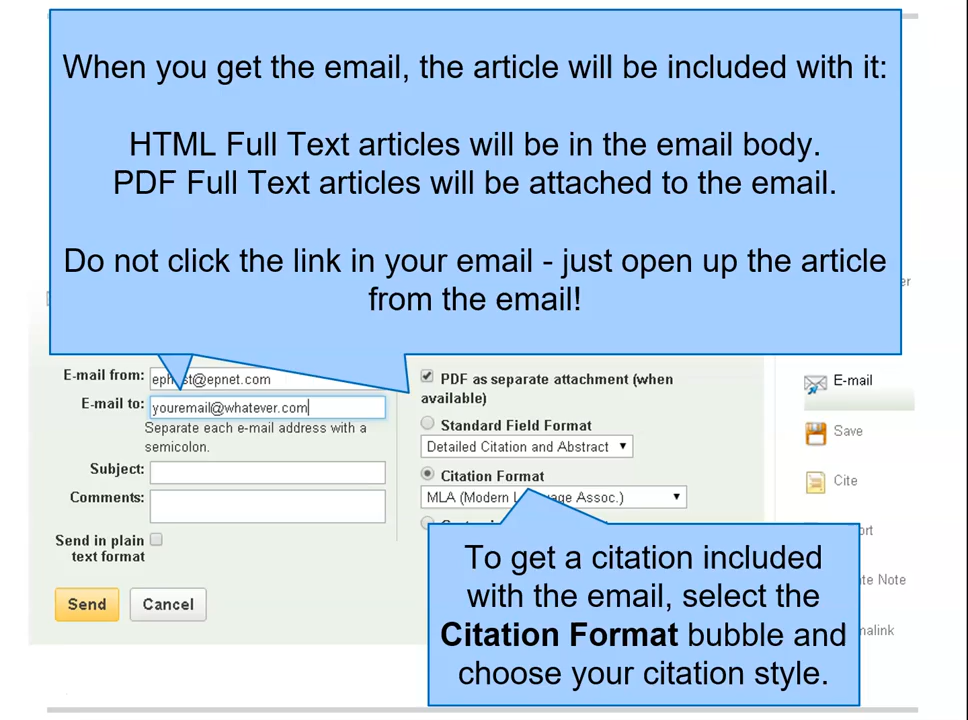 When you get the email, the article will be included with it:
HTML Full Text articles will be in the email body.
PDF Full Text articles will be attached to the email.
Do not click the link in your email - just open up the article
from the email!
E-mail from:
E-mail to: youremail@whatever.com
Separate each e-mail address with a
semicolon.
Subject:
Comments:
Send in plain
text format
Send Cancel
PDF as separate attachment (when
available)
Standard Field Format
Detailed Citation and Abstract
Citation Format
MLA (Modern Assoc.)
To get a citation included
with the email, select the
Citation Format bubble and
choose your citation style.
E-mail
Save
Cite
Note